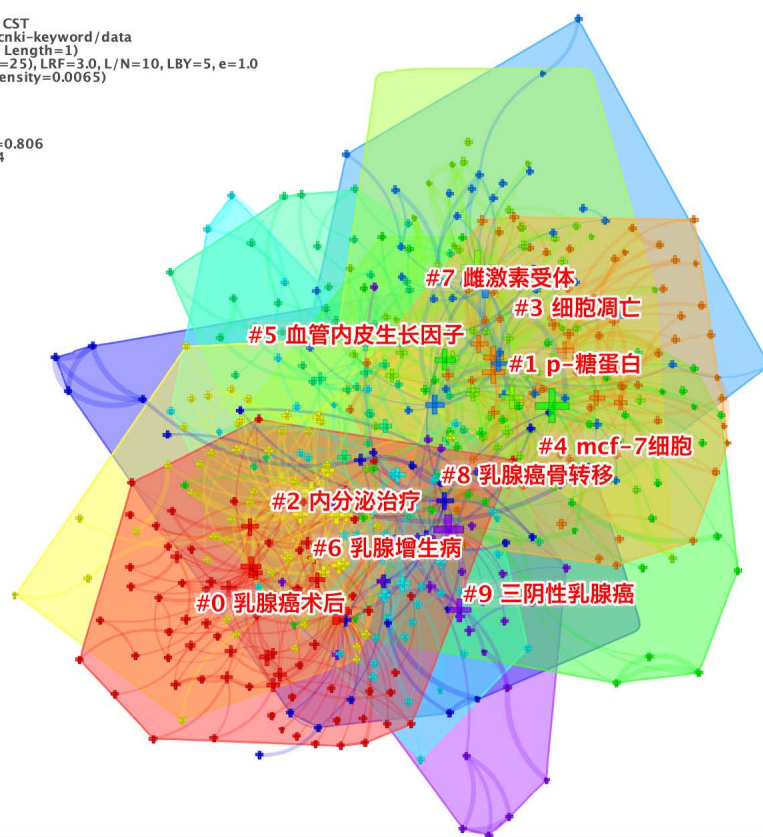 CST
cnki-keyword/data
Length=1)
=25), LRF=3.0, L/N=10, LBY=5, e=1.0
ensity=0.0065)
=0.806
4
#7 雌激素受体
#3 细胞凋亡
#5 血管内皮生长因子
#1 p-糖蛋白
#4 mcf-7细胞
#8 乳腺癌骨转移
#2 内分泌治疗
#6 乳腺增生病
#9 三阴性乳腺癌
#0 乳腺癌术后